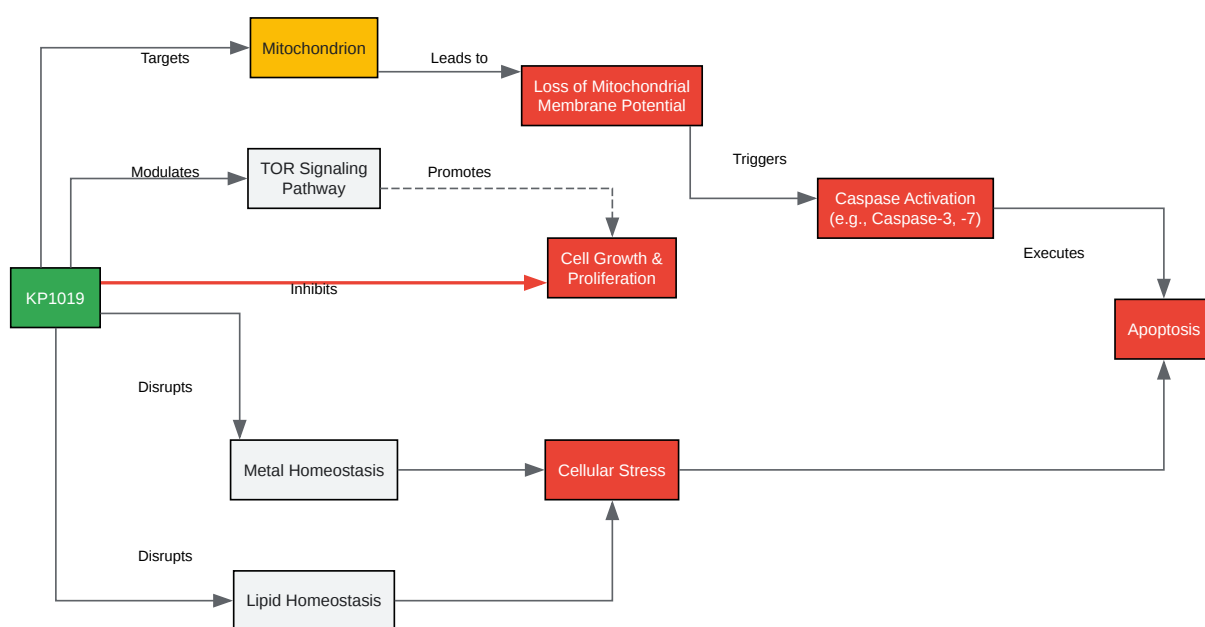 Mitochondrion
Targets
Leads to
Loss of Mitochondrial
Membrane Potential
Triggers
TOR Signaling
Pathway
Modulates
Promotes
Caspase Activation
(e.g., Caspase-3, -7)
Cell Growth &
Proliferation
Executes
KP1019
Inhibits
Apoptosis
Disrupts
Metal Homeostasis
Cellular Stress
Disrupts
Lipid Homeostasis